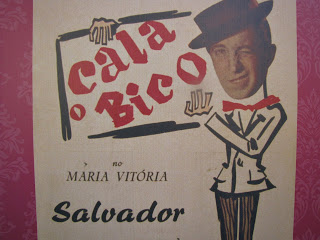 Cala
o Bico
no
MARIA VITÓRIA
Salvador